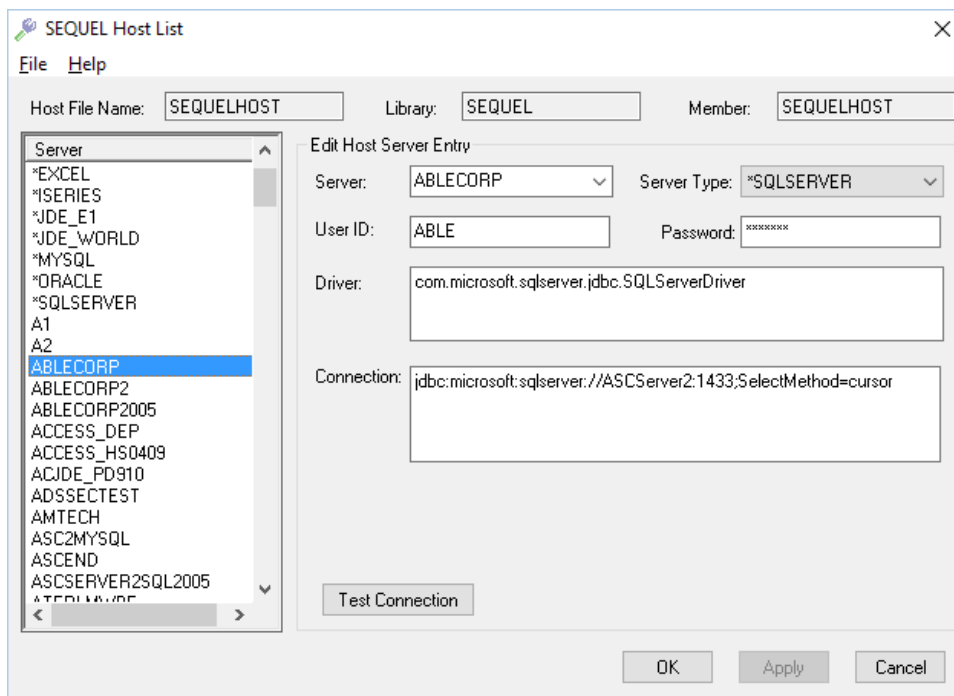 SEQUEL Host List
File Help
Host File Name: SEQUELHOST Library: SEQUEL Member: SEQUELHOST
Server
*EXCEL
*ISERIES
*JDE_E1
*JDE_WORLD
*MYSQL
*ORACLE
*SQLSERVER
A1
A2
ABLECORP
ABLECORP2
ABLECORP2005
ACCESS_DEP
ACCESS_HS0409
ACJDE_PD910
ADSSECTEST
AMTECH
ASC2MYSQL
ASCEND
ASCSERVER2SQL2005
Edit Host Server Entry
Server: ABLECORP Server Type: *SQLSERVER
User ID: ABLE Password: *******
Driver: com.microsoft.sqlserver.jdbc.SQLServerDriver
Connection: jdbc:microsoft:sqlserver://ASCServer2:1433;SelectMethod=cursor
Test Connection
OK Apply Cancel